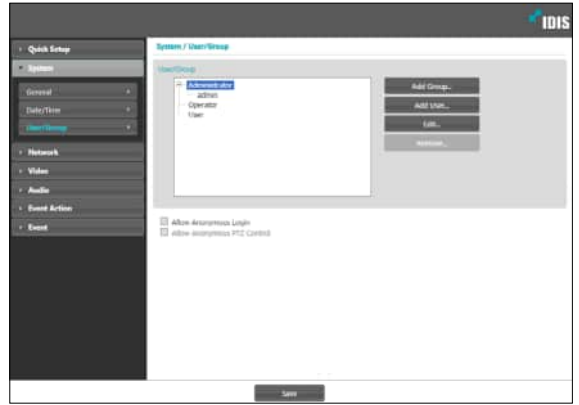 IDIS
Quick Setup
System
General
Date/Time
User/Group
Network
Video
Audio
Event Action
Event
System / User/Group
User/Group
Administrator
admin
Operator
User
Add Group...
Add User...
Edit...
Remove...
Allow Anonymous Login
Allow Anonymous PTZ Control
Save